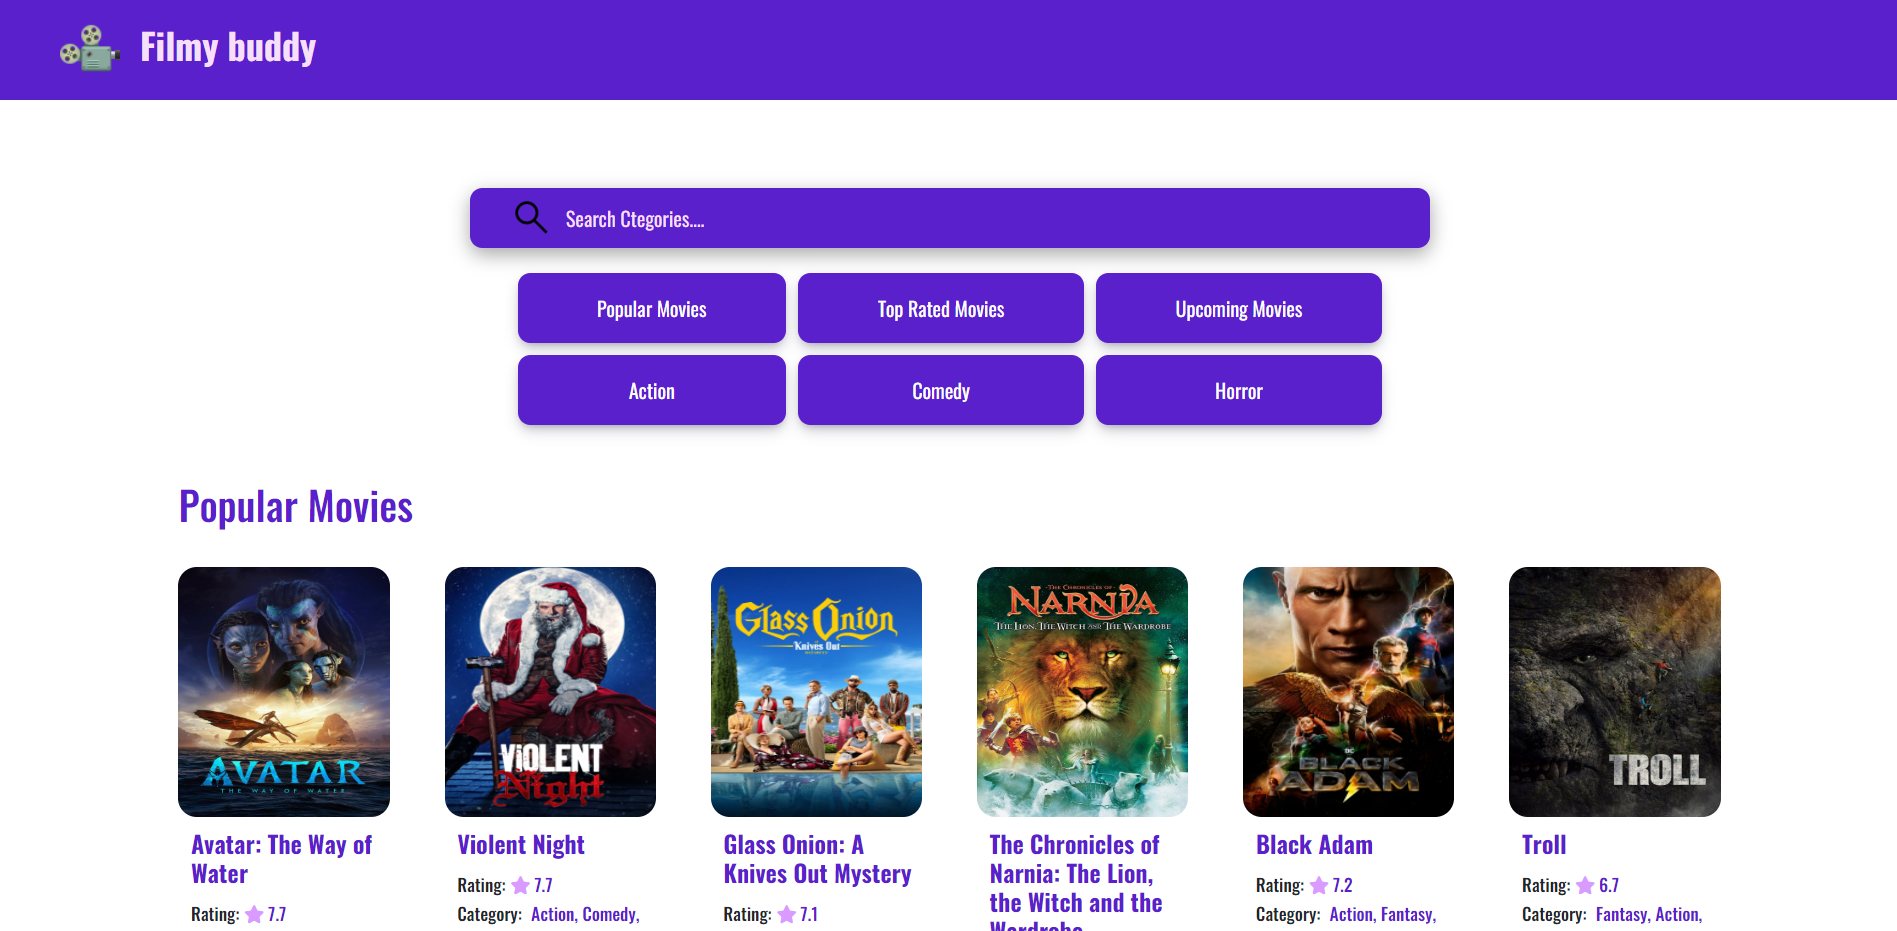 Filmy buddy
Search Ctegories....
Popular Movies
Top Rated Movies
Upcoming Movies
Action
Comedy
Horror
Popular Movies
AVATAR
THE WAY OF WATER
VIOLENT
Night
Glass Onion
Knives Out
THE CHRONICLES OF
NARNIA
THE LION, THE WITCH AND THE WARDROBE
DC
BLACK
ADAM
TROLL
Avatar: The Way of
Water
Rating: 7.7
Violent Night
Rating: 7.7
Category: Action, Comedy,
Glass Onion: A
Knives Out Mystery
Rating: 7.1
The Chronicles of
Narnia: The Lion,
the Witch and the
Wardrobe
Black Adam
Rating: 7.2
Category: Action, Fantasy,
Troll
Rating: 6.7
Category: Fantasy, Action,